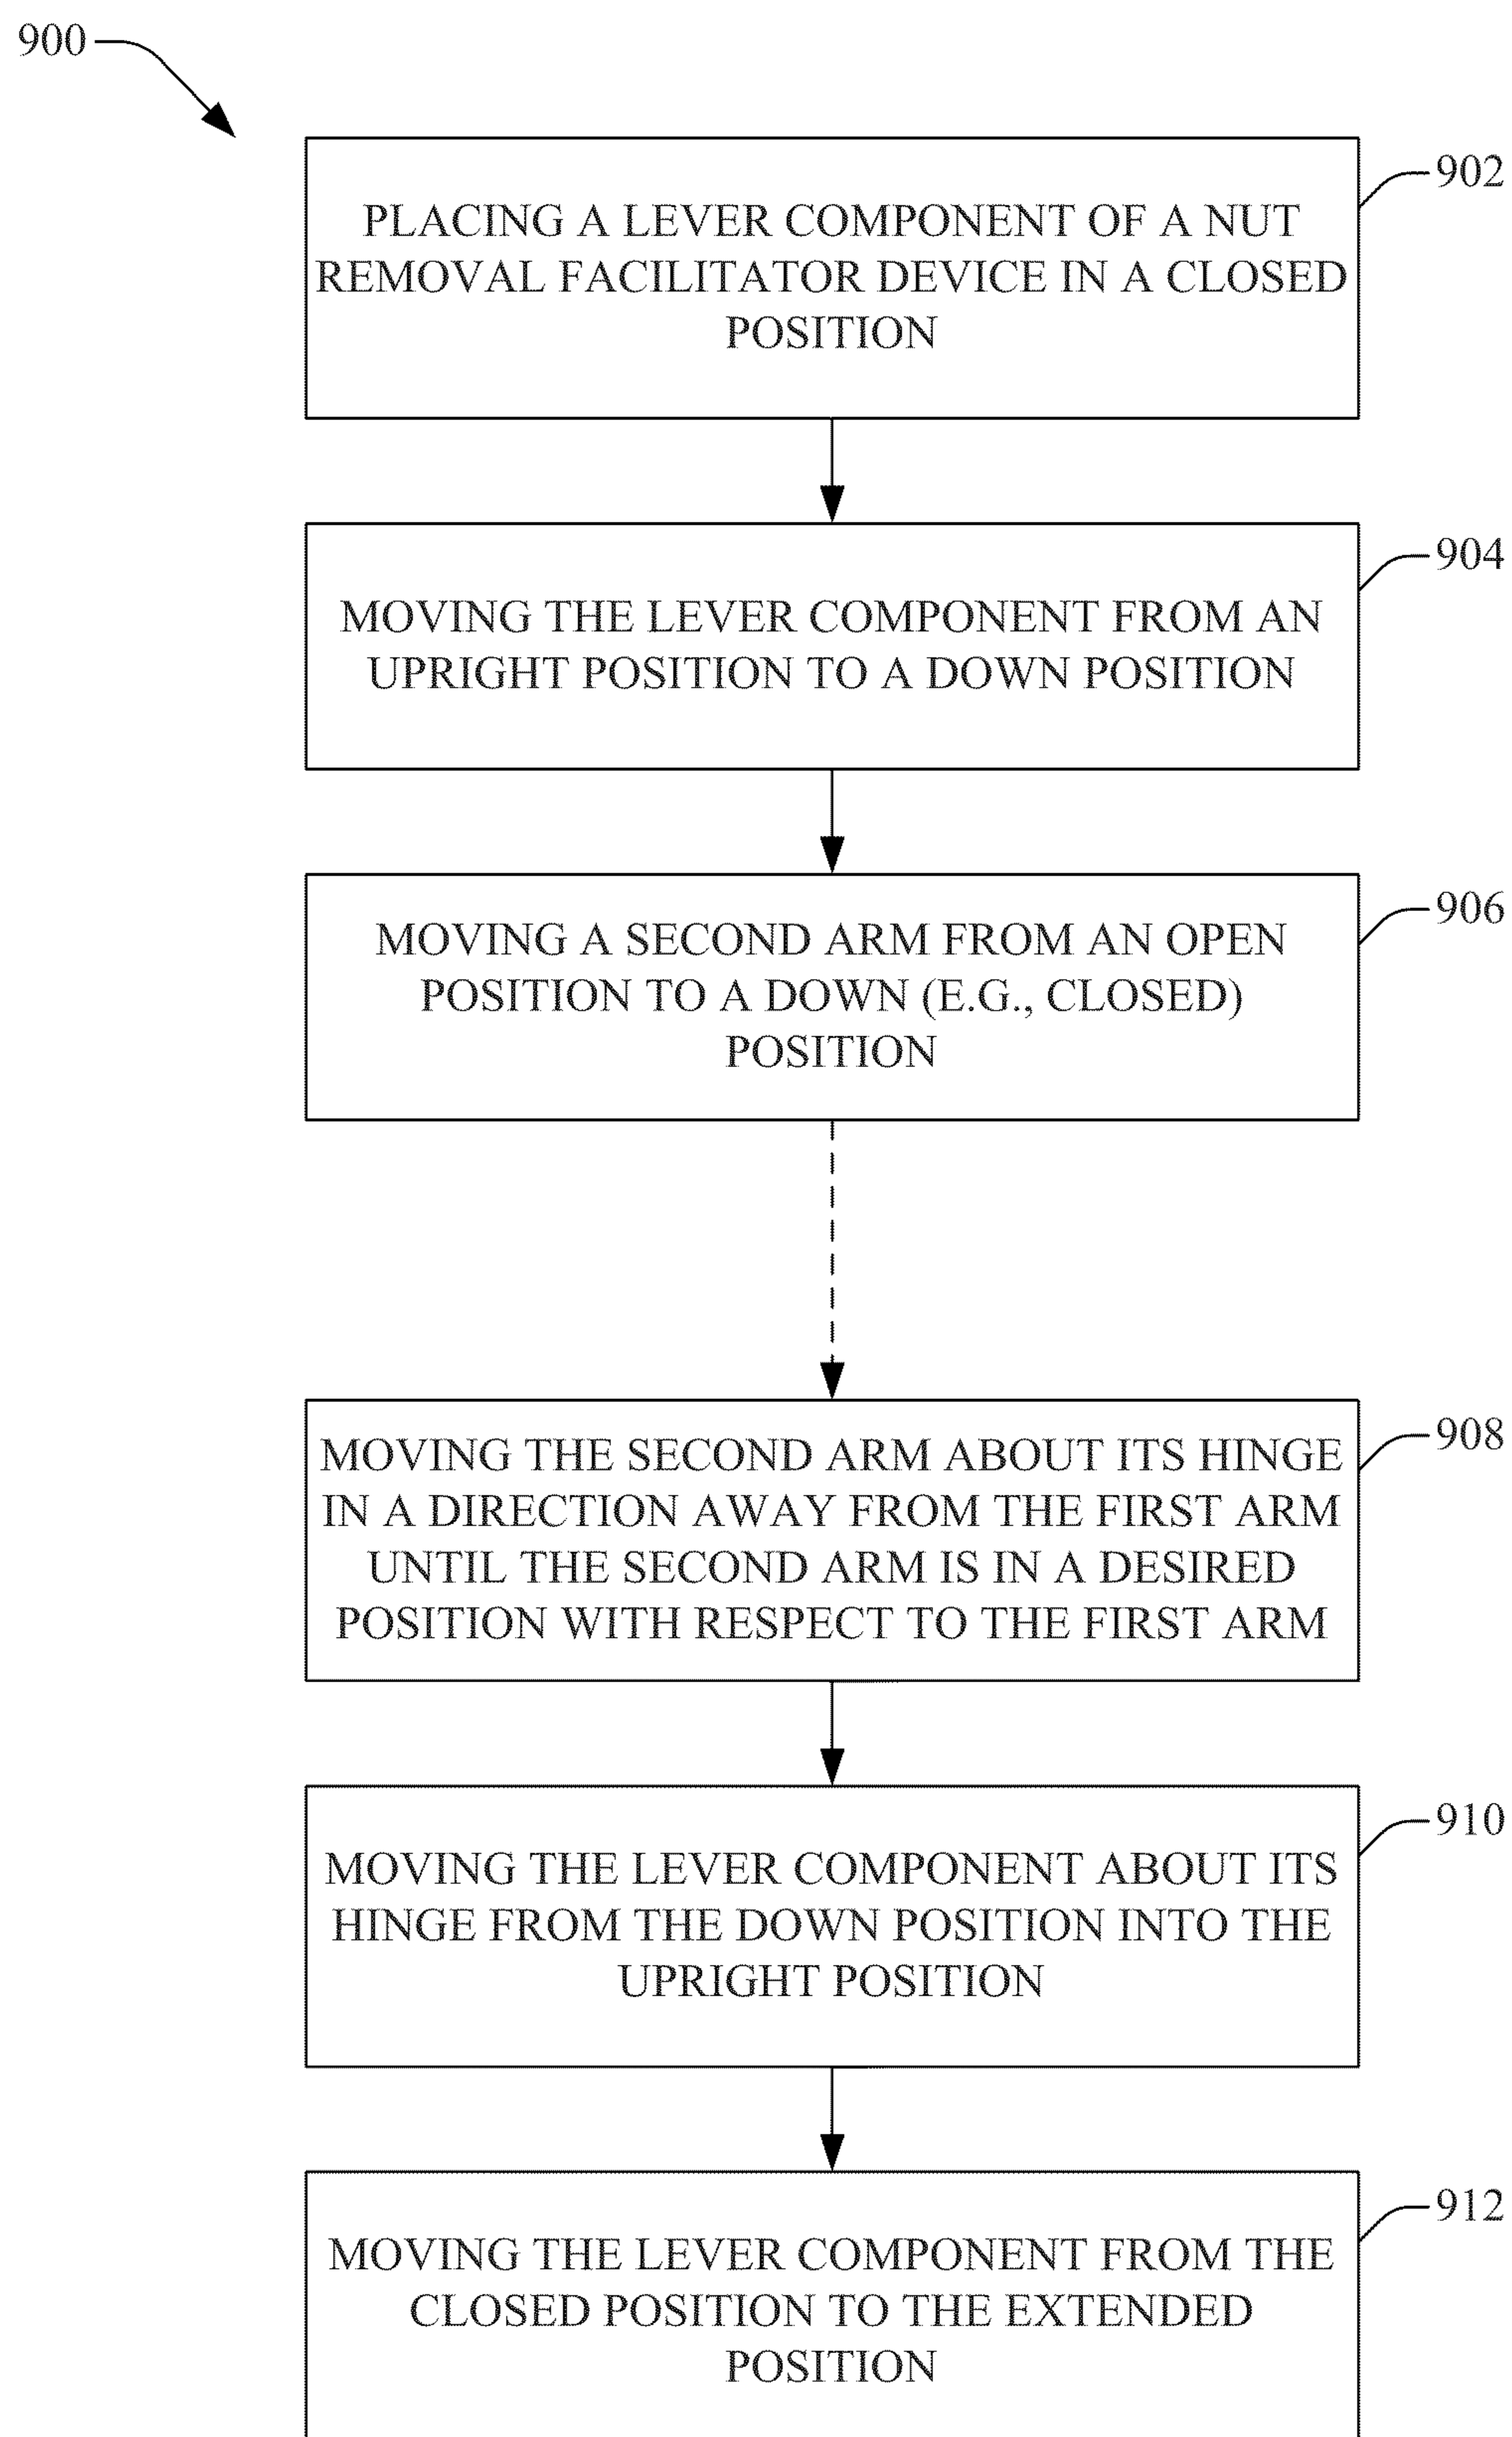 900
902
PLACING A LEVER COMPONENT OF A NUT
REMOVAL FACILITATOR DEVICE IN A CLOSED
POSITION
904
MOVING THE LEVER COMPONENT FROM AN
UPRIGHT POSITION TO A DOWN POSITION
906
MOVING A SECOND ARM FROM AN OPEN
POSITION TO A DOWN (E.G., CLOSED)
POSITION
908
MOVING THE SECOND ARM ABOUT ITS HINGE
IN A DIRECTION AWAY FROM THE FIRST ARM
UNTIL THE SECOND ARM IS IN A DESIRED
POSITION WITH RESPECT TO THE FIRST ARM
910
MOVING THE LEVER COMPONENT ABOUT ITS
HINGE FROM THE DOWN POSITION INTO THE
UPRIGHT POSITION
912
MOVING THE LEVER COMPONENT FROM THE
CLOSED POSITION TO THE EXTENDED
POSITION